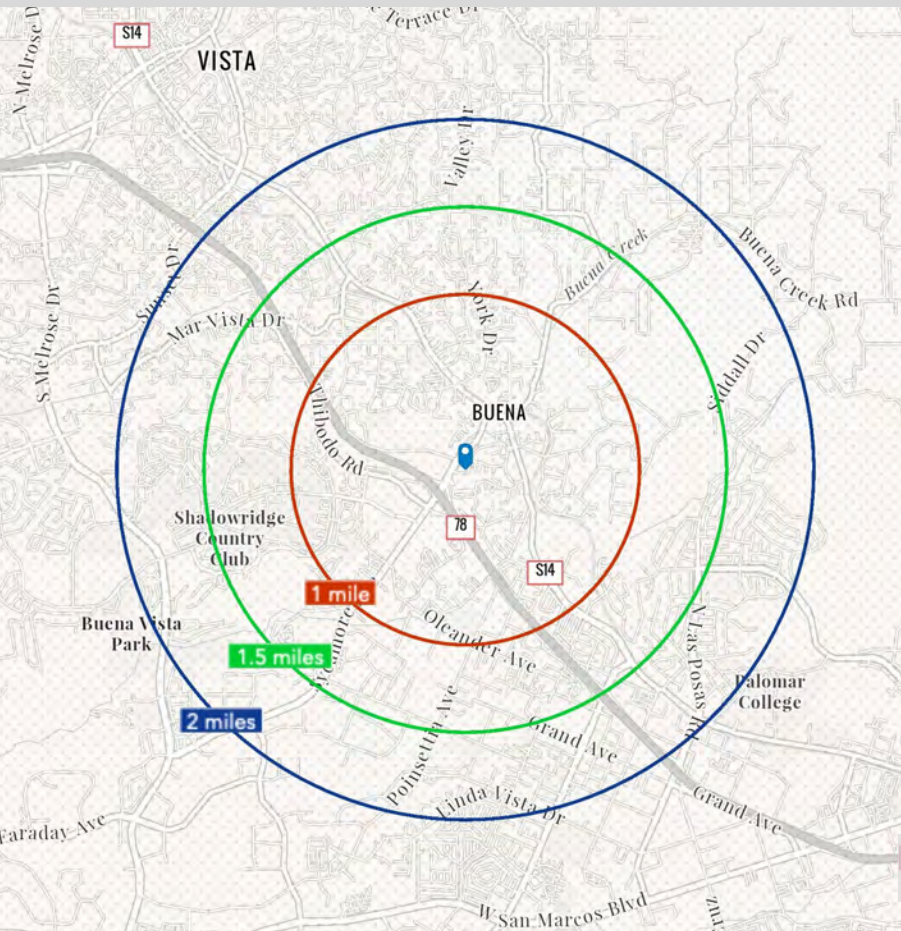 Terrace Dr
N Melrose D
S14
VISTA
Valley Dr
Buena Creek
Buena Creek Rd
Sunset Dr
S Melrose Dr
Mar Vista Dr
York Dr
Siddall Dr
Thibodo Rd
BUENA
78
Shadowridge
Country
Club
S14
1 mile
Sycamore
Oleander Ave
Buena Vista
Park
1.5 miles
N Las Posas Rd
Palomar
College
2 miles
Poinsettia Ave
Grand Ave
Linda Vista Dr
Grand Ave
Faraday Ave
W San Marcos Blvd